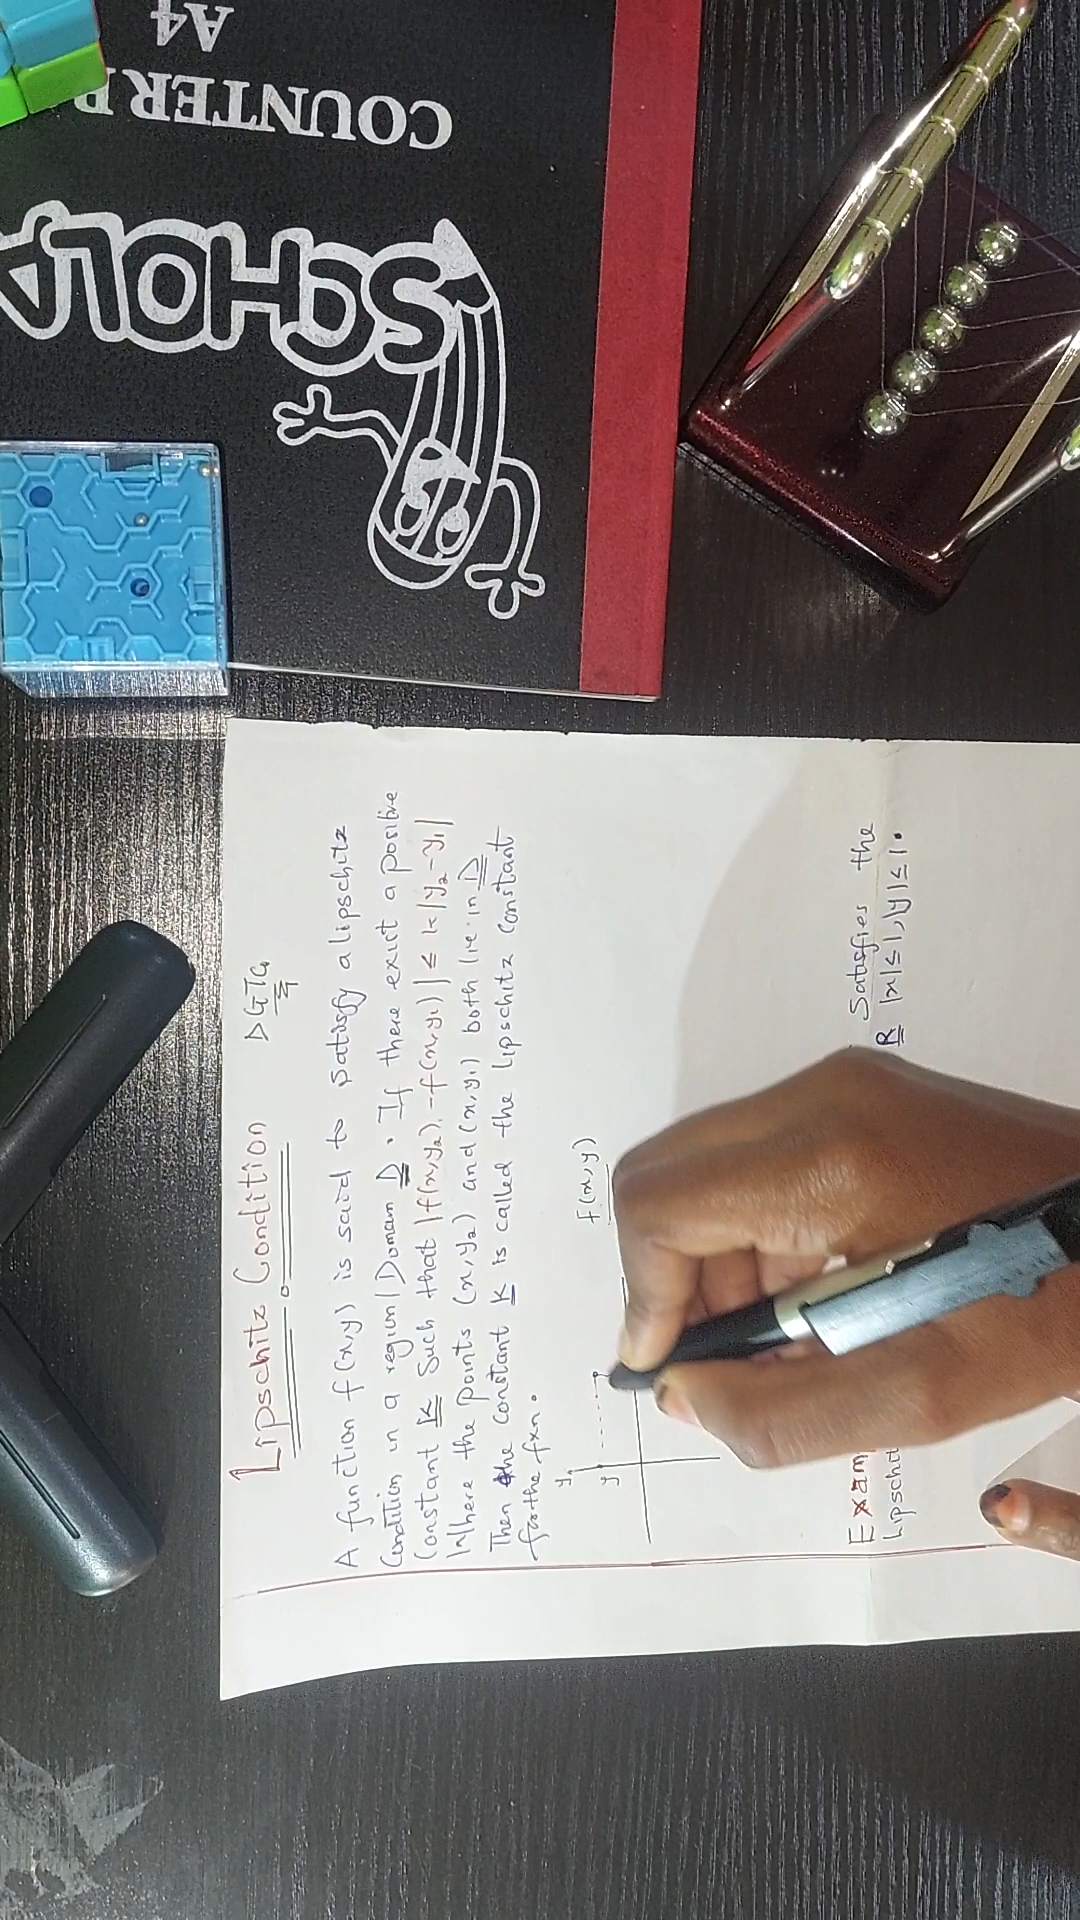 SCHOLA
COUNTER
A4
Lipschitz Condition
A function f(x,y) is said to satisfy a lipschitz
Condition in a region/Domain D. If there exist a positive
Constant K Such that |f(x,y₂) - f(x,y₁)| ≤ K|y₂-y₁|
Where the points (x,y₂) and (x,y₁) both lie in D
Then the Constant K is called the Lipschitz Constant
for the fxn.
f(x,y)
y
y
Exam Satisfies the
Lipschit R |x|≤1, |y|≤1.